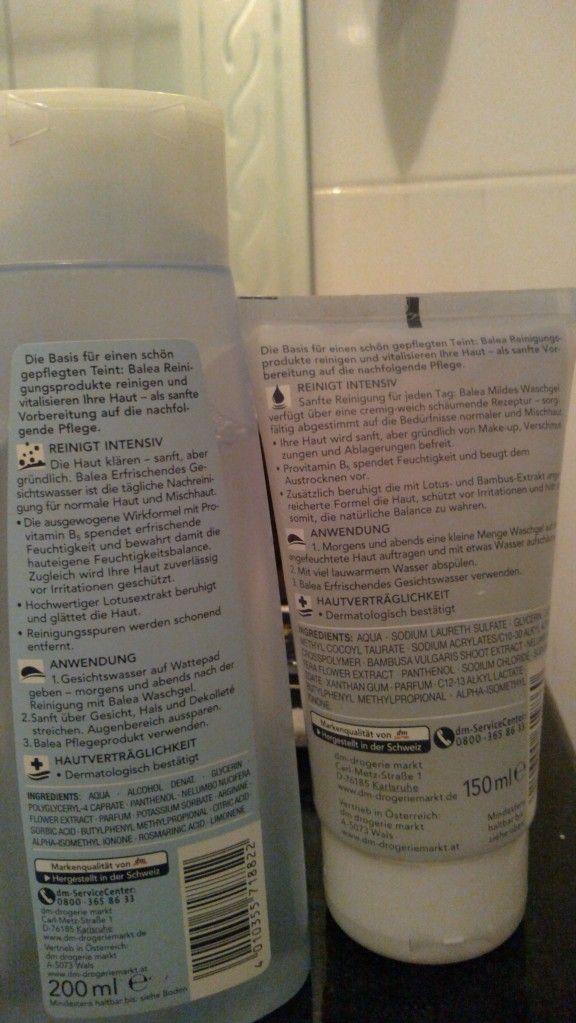 Die Basis für einen schön
gepflegten Teint: Balea Reini-
gungsprodukte reinigen und
vitalisieren Ihre Haut – als sanfte
Vorbereitung auf die nachfol-
gende Pflege.
REINIGT INTENSIV
Die Haut klären – sanft, aber
gründlich. Balea Erfrischendes Ge-
sichtswasser ist die tägliche Nachreini-
gung für normale Haut und Mischhaut.
• Die ausgewogene Wirkformel mit Pro-
vitamin B5 spendet erfrischende
Feuchtigkeit und bewahrt damit die
hauteigene Feuchtigkeitsbalance.
Zugleich wird Ihre Haut zuverlässig
vor Irritationen geschützt.
• Hochwertiger Lotusextrakt beruhigt
und glättet die Haut.
• Reinigungsspuren werden schonend
entfernt.
ANWENDUNG
1. Gesichtswasser auf Wattepad
geben – morgens und abends nach der
Reinigung mit Balea Waschgel.
2. Sanft über Gesicht, Hals und Dekolleté
streichen. Augenbereich aussparen.
3. Balea Pflegeprodukt verwenden.
HAUTVERTRÄGLICHKEIT
• Dermatologisch bestätigt
INGREDIENTS: AQUA · ALCOHOL DENAT. · GLYCERIN
POLYGLYCERYL-4 CAPRATE · PANTHENOL · NELUMBO NUCIFERA
FLOWER EXTRACT · PARFUM · POTASSIUM SORBATE · ARGININE ·
SORBIC ACID · BUTYLPHENYL METHYLPROPIONAL · CITRIC ACID
ALPHA-ISOMETHYL IONONE · ROSMARINIC ACID · LIMONENE
Markenqualität von dm
Hergestellt in der Schweiz
dm-ServiceCenter:
0800-365 86 33
dm-drogerie markt
Carl-Metz-Straße 1
D-76185 Karlsruhe
www.dm-drogeriemarkt.de
Vertrieb in Österreich:
dm drogerie markt
A-5073 Wals
www.dm-drogeriemarkt.at
200 ml e
Mindestens haltbar bis: siehe Boden
4 010355 718822
Die Basis für einen schön gepflegten Teint: Balea Reinigungs-
produkte reinigen und vitalisieren Ihre Haut – als sanfte Vor-
bereitung auf die nachfolgende Pflege.
REINIGT INTENSIV
Sanfte Reinigung für jeden Tag: Balea Mildes Waschgel
verfügt über eine cremig-weich schäumende Rezeptur – sorg-
fältig abgestimmt auf die Bedürfnisse normaler und Mischhaut.
• Ihre Haut wird sanft, aber gründlich von Make-up, Verschmut-
zungen und Ablagerungen befreit.
• Provitamin B5 spendet Feuchtigkeit und beugt dem
Austrocknen vor.
• Zusätzlich beruhigt die mit Lotus- und Bambus-Extrakt ange-
reicherte Formel die Haut, schützt vor Irritationen und hilft
somit, die natürliche Balance zu wahren.
ANWENDUNG
1. Morgens und abends eine kleine Menge Waschgel auf
angefeuchtete Haut auftragen und mit etwas Wasser
2. Mit viel lauwarmem Wasser abspülen.
3. Balea Erfrischendes Gesichtswasser verwenden.
HAUTVERTRÄGLICHKEIT
• Dermatologisch bestätigt
INGREDIENTS: AQUA · SODIUM LAURETH SULFATE · GLYCERIN
METHYL COCOYL TAURATE · SODIUM ACRYLATES/C10-30 ALKYL
CROSSPOLYMER · BAMBUSA VULGARIS SHOOT EXTRACT
FLOWER EXTRACT · PANTHENOL · SODIUM CHLORIDE
XANTHAN GUM · PARFUM · C12-13 ALKYL LACTATE
BUTYLPHENYL METHYLPROPIONAL · ALPHA-ISOMETHYL
IONONE
Markenqualität von dm
Hergestellt in der Schweiz
dm-ServiceCenter:
0800-365 86 33
dm-drogerie markt
Carl-Metz-Straße 1
D-76185 Karlsruhe
www.dm-drogeriemarkt.de
Vertrieb in Österreich:
dm drogerie markt
A-5073 Wals
www.dm-drogeriemarkt.at
150 ml e
Mindestens
haltbar bis:
siehe